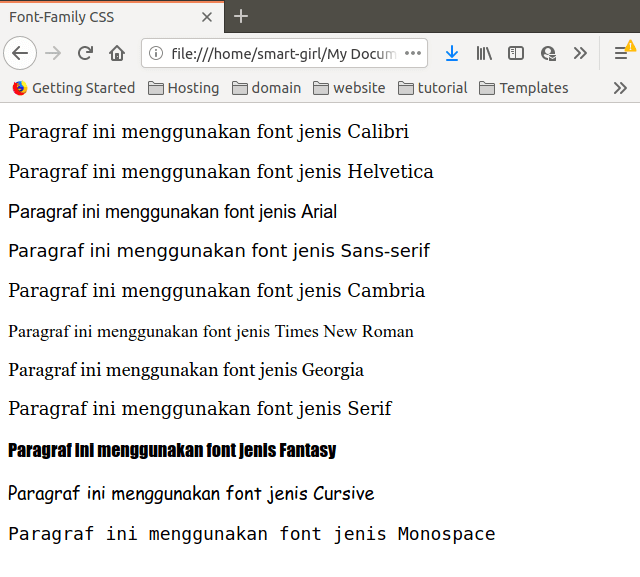 Font-Family CSS
file:///home/smart-girl/My Docum
Getting Started Hosting domain website tutorial Templates
Paragraf ini menggunakan font jenis Calibri
Paragraf ini menggunakan font jenis Helvetica
Paragraf ini menggunakan font jenis Arial
Paragraf ini menggunakan font jenis Sans-serif
Paragraf ini menggunakan font jenis Cambria
Paragraf ini menggunakan font jenis Times New Roman
Paragraf ini menggunakan font jenis Georgia
Paragraf ini menggunakan font jenis Serif
Paragraf ini menggunakan font jenis Fantasy
Paragraf ini menggunakan font jenis Cursive
Paragraf ini menggunakan font jenis Monospace